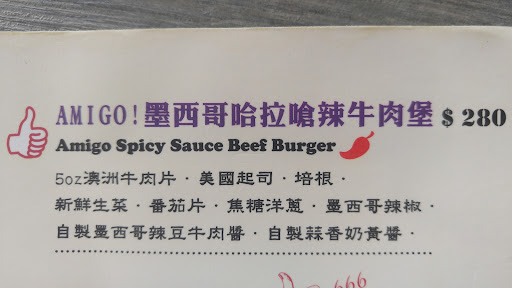 AMIGO!墨西哥哈拉嗆辣牛肉堡 $ 280
Amigo Spicy Sauce Beef Burger
5oz澳洲牛肉片·美國起司·培根·
新鮮生菜·番茄片·焦糖洋蔥·墨西哥辣椒·
自製墨西哥辣豆牛肉醬·自製蒜香奶黃醬·
666